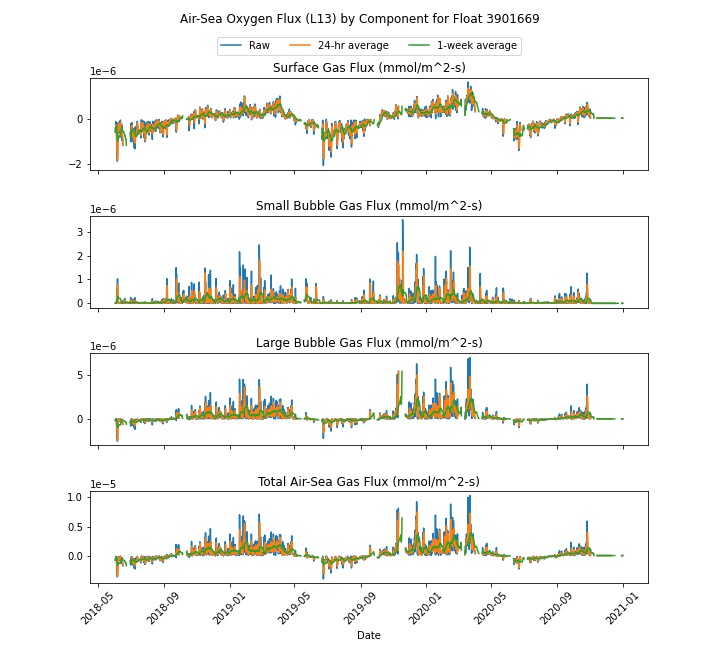 Air-Sea Oxygen Flux (L13) by Component for Float 3901669
Raw 24-hr average 1-week average
Surface Gas Flux (mmol/m^2-s)
1e−6
0
−2
Small Bubble Gas Flux (mmol/m^2-s)
1e−6
3
2
1
0
Large Bubble Gas Flux (mmol/m^2-s)
1e−6
5
0
Total Air-Sea Gas Flux (mmol/m^2-s)
1e−5
1.0
0.5
0.0
2018-05 2018-09 2019-01 2019-05 2019-09 2020-01 2020-05 2020-09 2021-01
Date